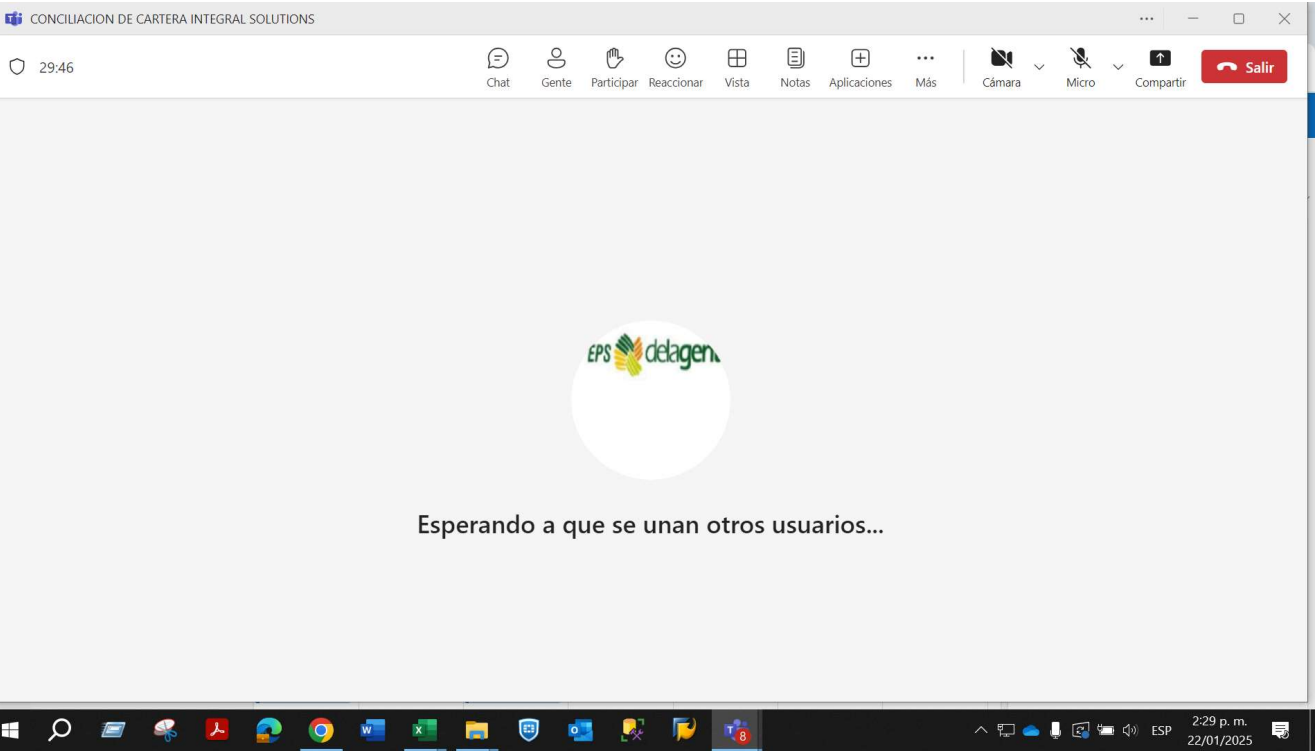 CONCILIACION DE CARTERA INTEGRAL SOLUTIONS
29:46
Chat Gente Participar Reaccionar Vista Notas Aplicaciones Más Cámara Micro Compartir Salir
EPS delagen
Esperando a que se unan otros usuarios...
8
ESP
2:29 p. m.
22/01/2025